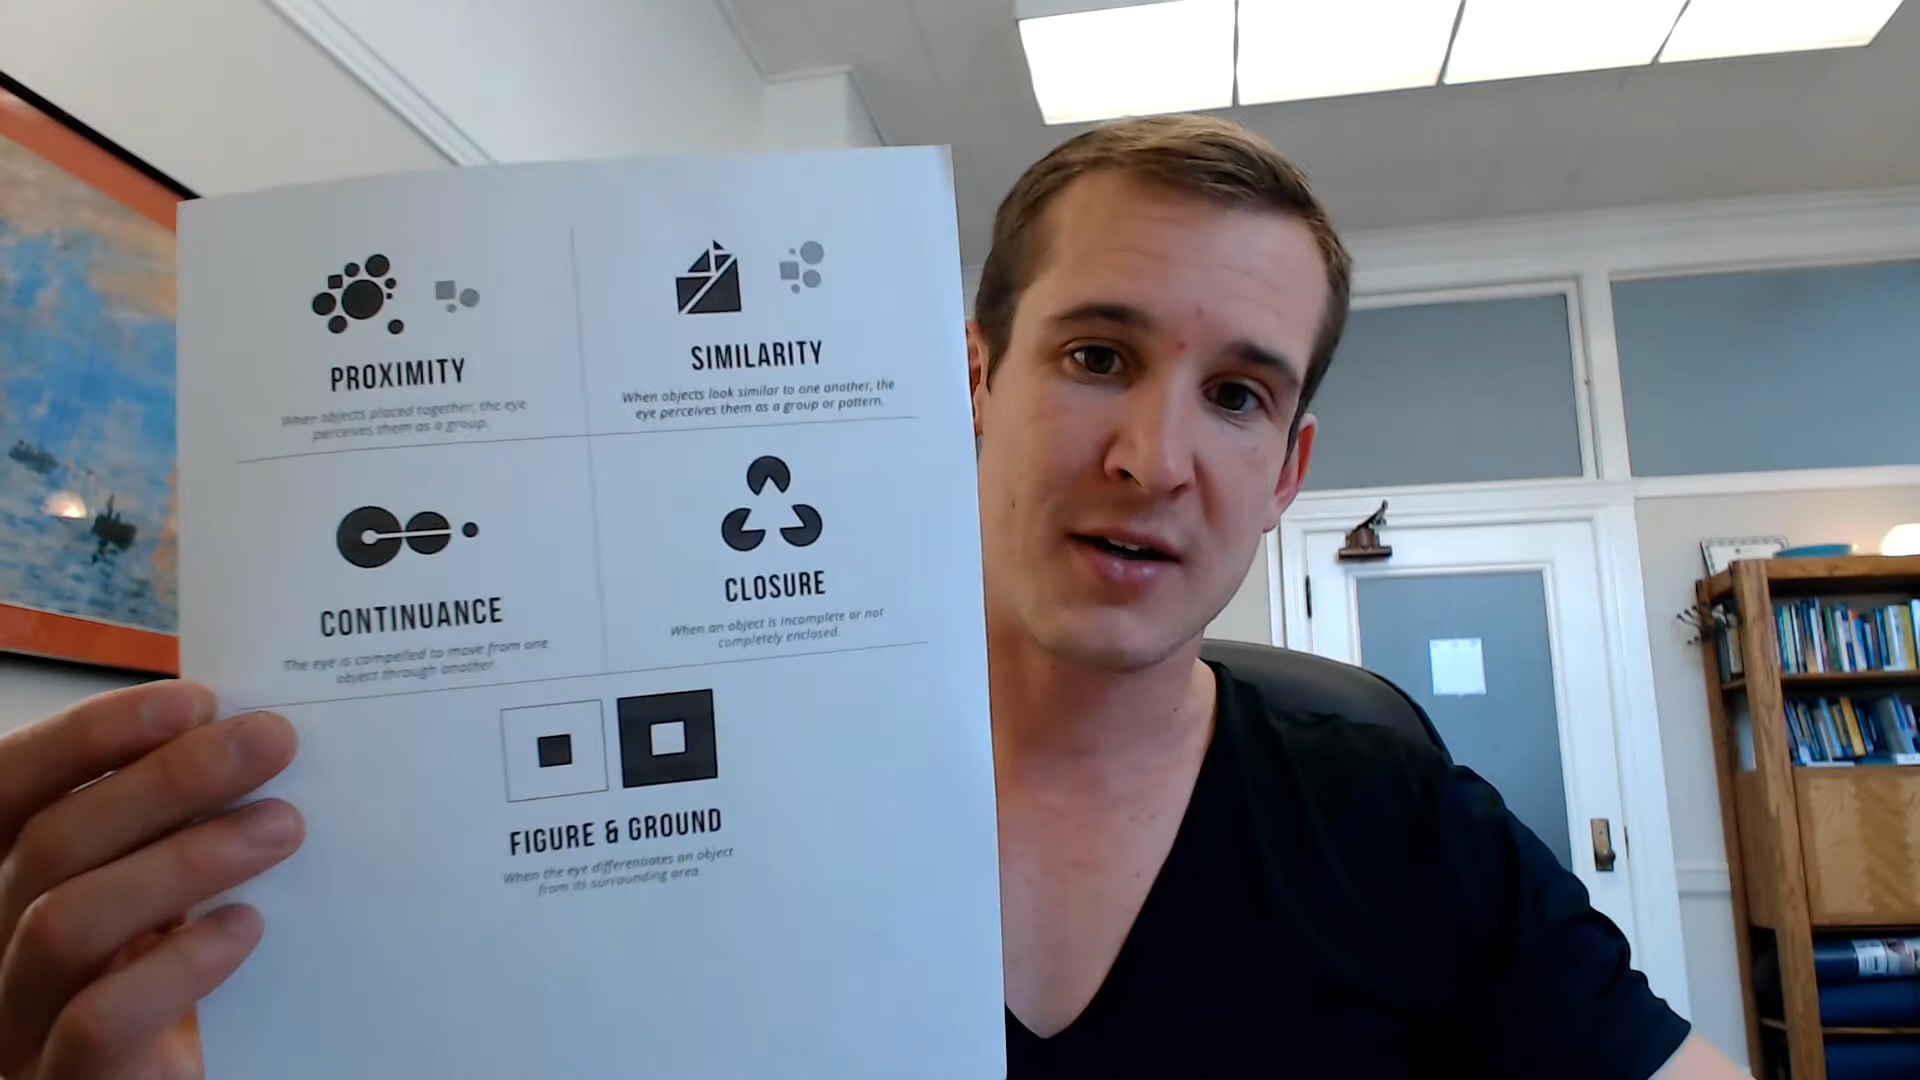 PROXIMITY
When objects placed together, the eye
perceives them as a group.
SIMILARITY
When objects look similar to one another, the
eye perceives them as a group or pattern.
CONTINUANCE
The eye is compelled to move from one
object through another.
CLOSURE
When an object is incomplete or not
completely enclosed.
FIGURE & GROUND
When the eye differentiates an object
from its surrounding area